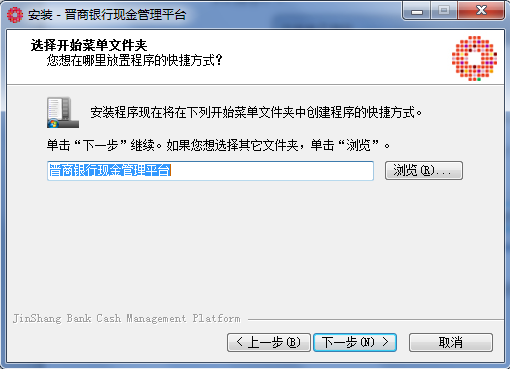 安装 - 晋商银行现金管理平台
选择开始菜单文件夹
您想在哪里放置程序的快捷方式？
安装程序现在将在下列开始菜单文件夹中创建程序的快捷方式。
单击“下一步”继续。如果您想选择其它文件夹，单击“浏览”。
晋商银行现金管理平台
浏览(R)...
JinShang Bank Cash Management Platform
< 上一步(B)
下一步(N) >
取消